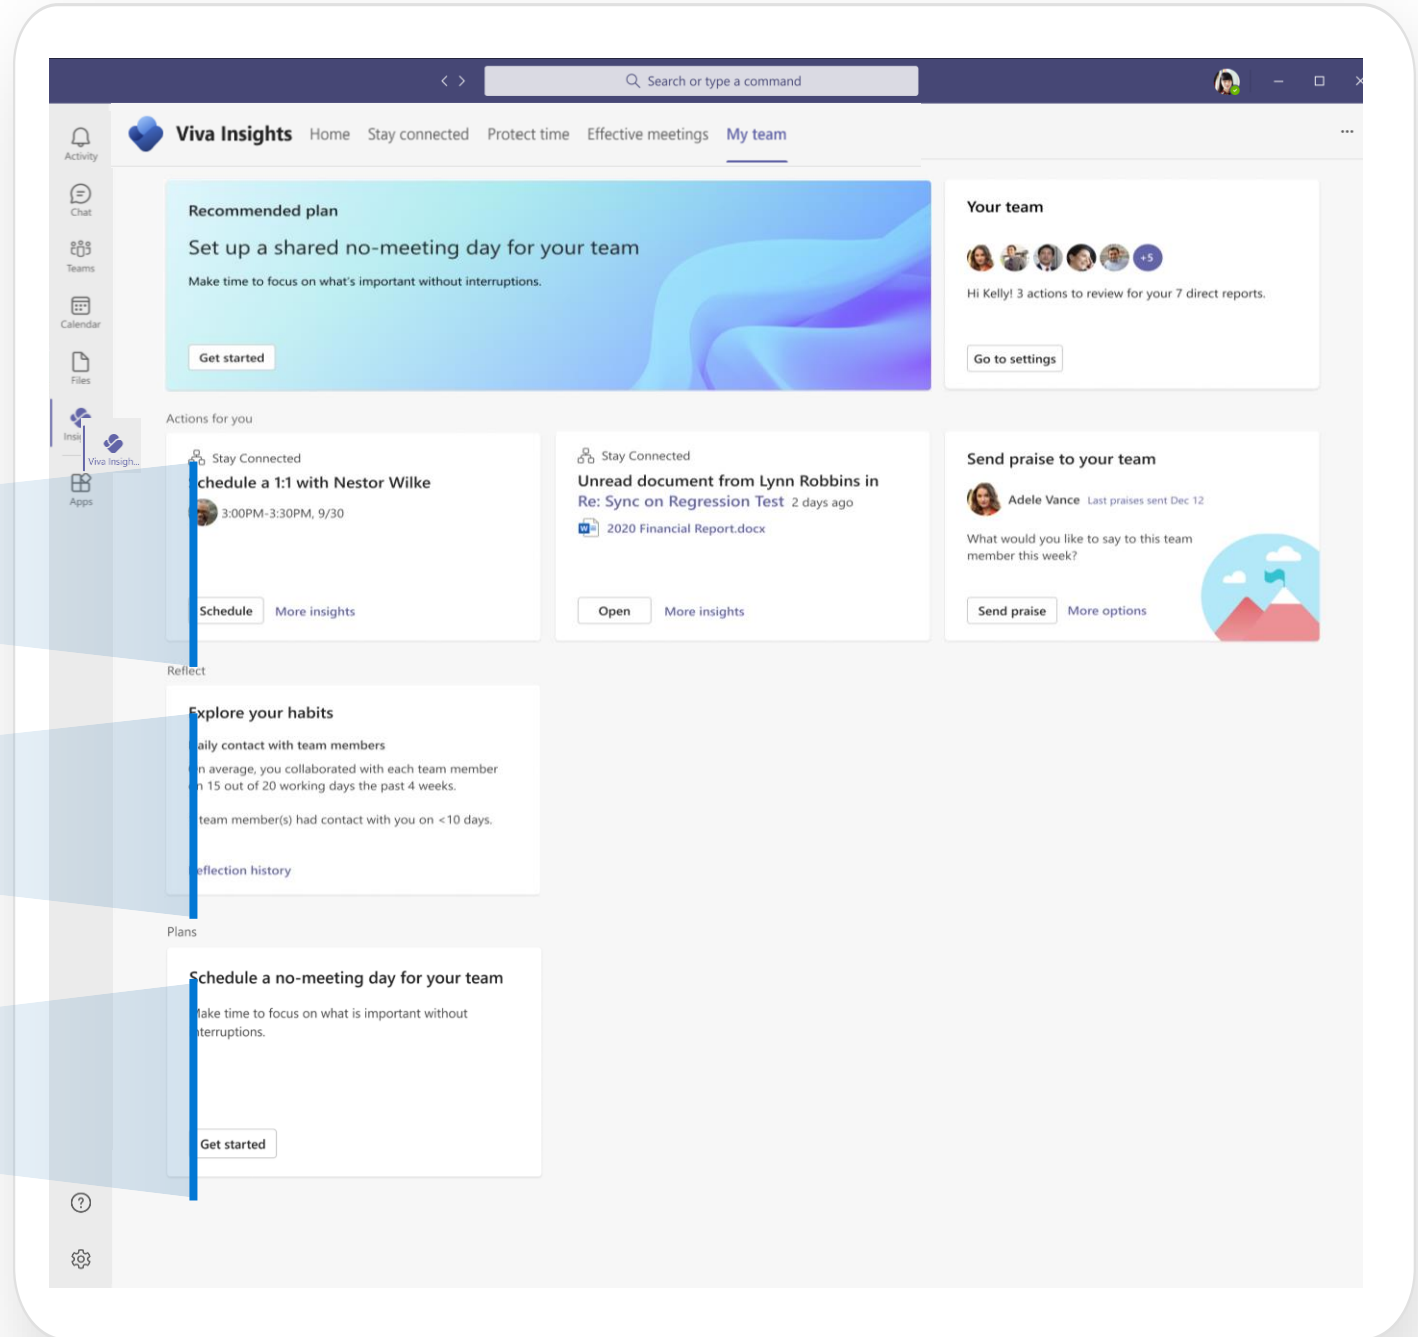 Search or type a command
Viva Insights Home Stay connected Protect time Effective meetings My team
Activity
Chat
Teams
Calendar
Files
Viva Insigh...
Apps
Recommended plan
Set up a shared no-meeting day for your team
Make time to focus on what's important without interruptions.
Get started
Your team
+5
Hi Kelly! 3 actions to review for your 7 direct reports.
Go to settings
Actions for you
Stay Connected
Schedule a 1:1 with Nestor Wilke
3:00PM-3:30PM, 9/30
Schedule More insights
Stay Connected
Unread document from Lynn Robbins in
Re: Sync on Regression Test 2 days ago
2020 Financial Report.docx
Open More insights
Send praise to your team
Adele Vance Last praises sent Dec 12
What would you like to say to this team
member this week?
Send praise More options
Reflect
Explore your habits
Daily contact with team members
On average, you collaborated with each team member
on 15 out of 20 working days the past 4 weeks.
team member(s) had contact with you on <10 days.
Reflection history
Plans
Schedule a no-meeting day for your team
Make time to focus on what is important without
interruptions.
Get started